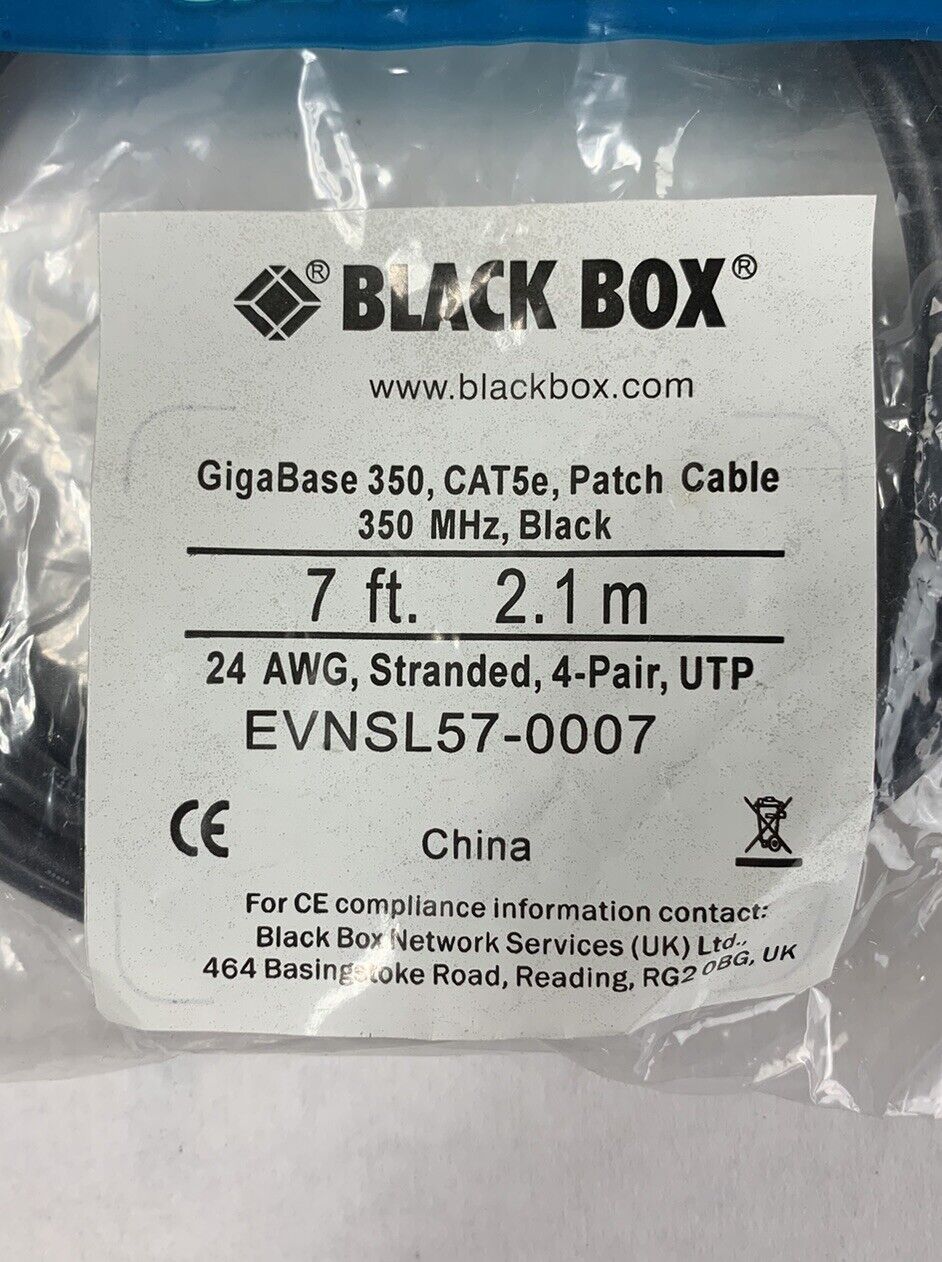 ® BLACK BOX®
www.blackbox.com
GigaBase 350, CAT5e, Patch Cable
350 MHz, Black
7 ft. 2.1 m
24 AWG, Stranded, 4-Pair, UTP
EVNSL57-0007
CE
China
For CE compliance information contact:
Black Box Network Services (UK) Ltd.,
464 Basingstoke Road, Reading, RG2 0BG, UK